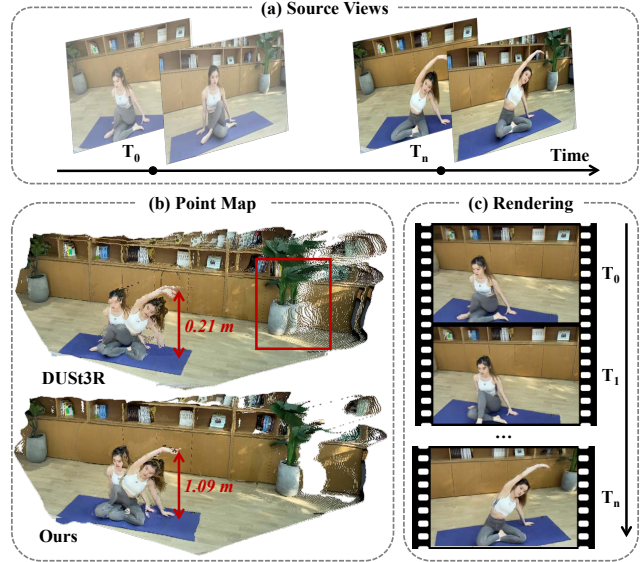 (a) Source Views
T0
Tn
Time
(b) Point Map
0.21 m
DUSt3R
1.09 m
Ours
(c) Rendering
T0
T1
...
Tn